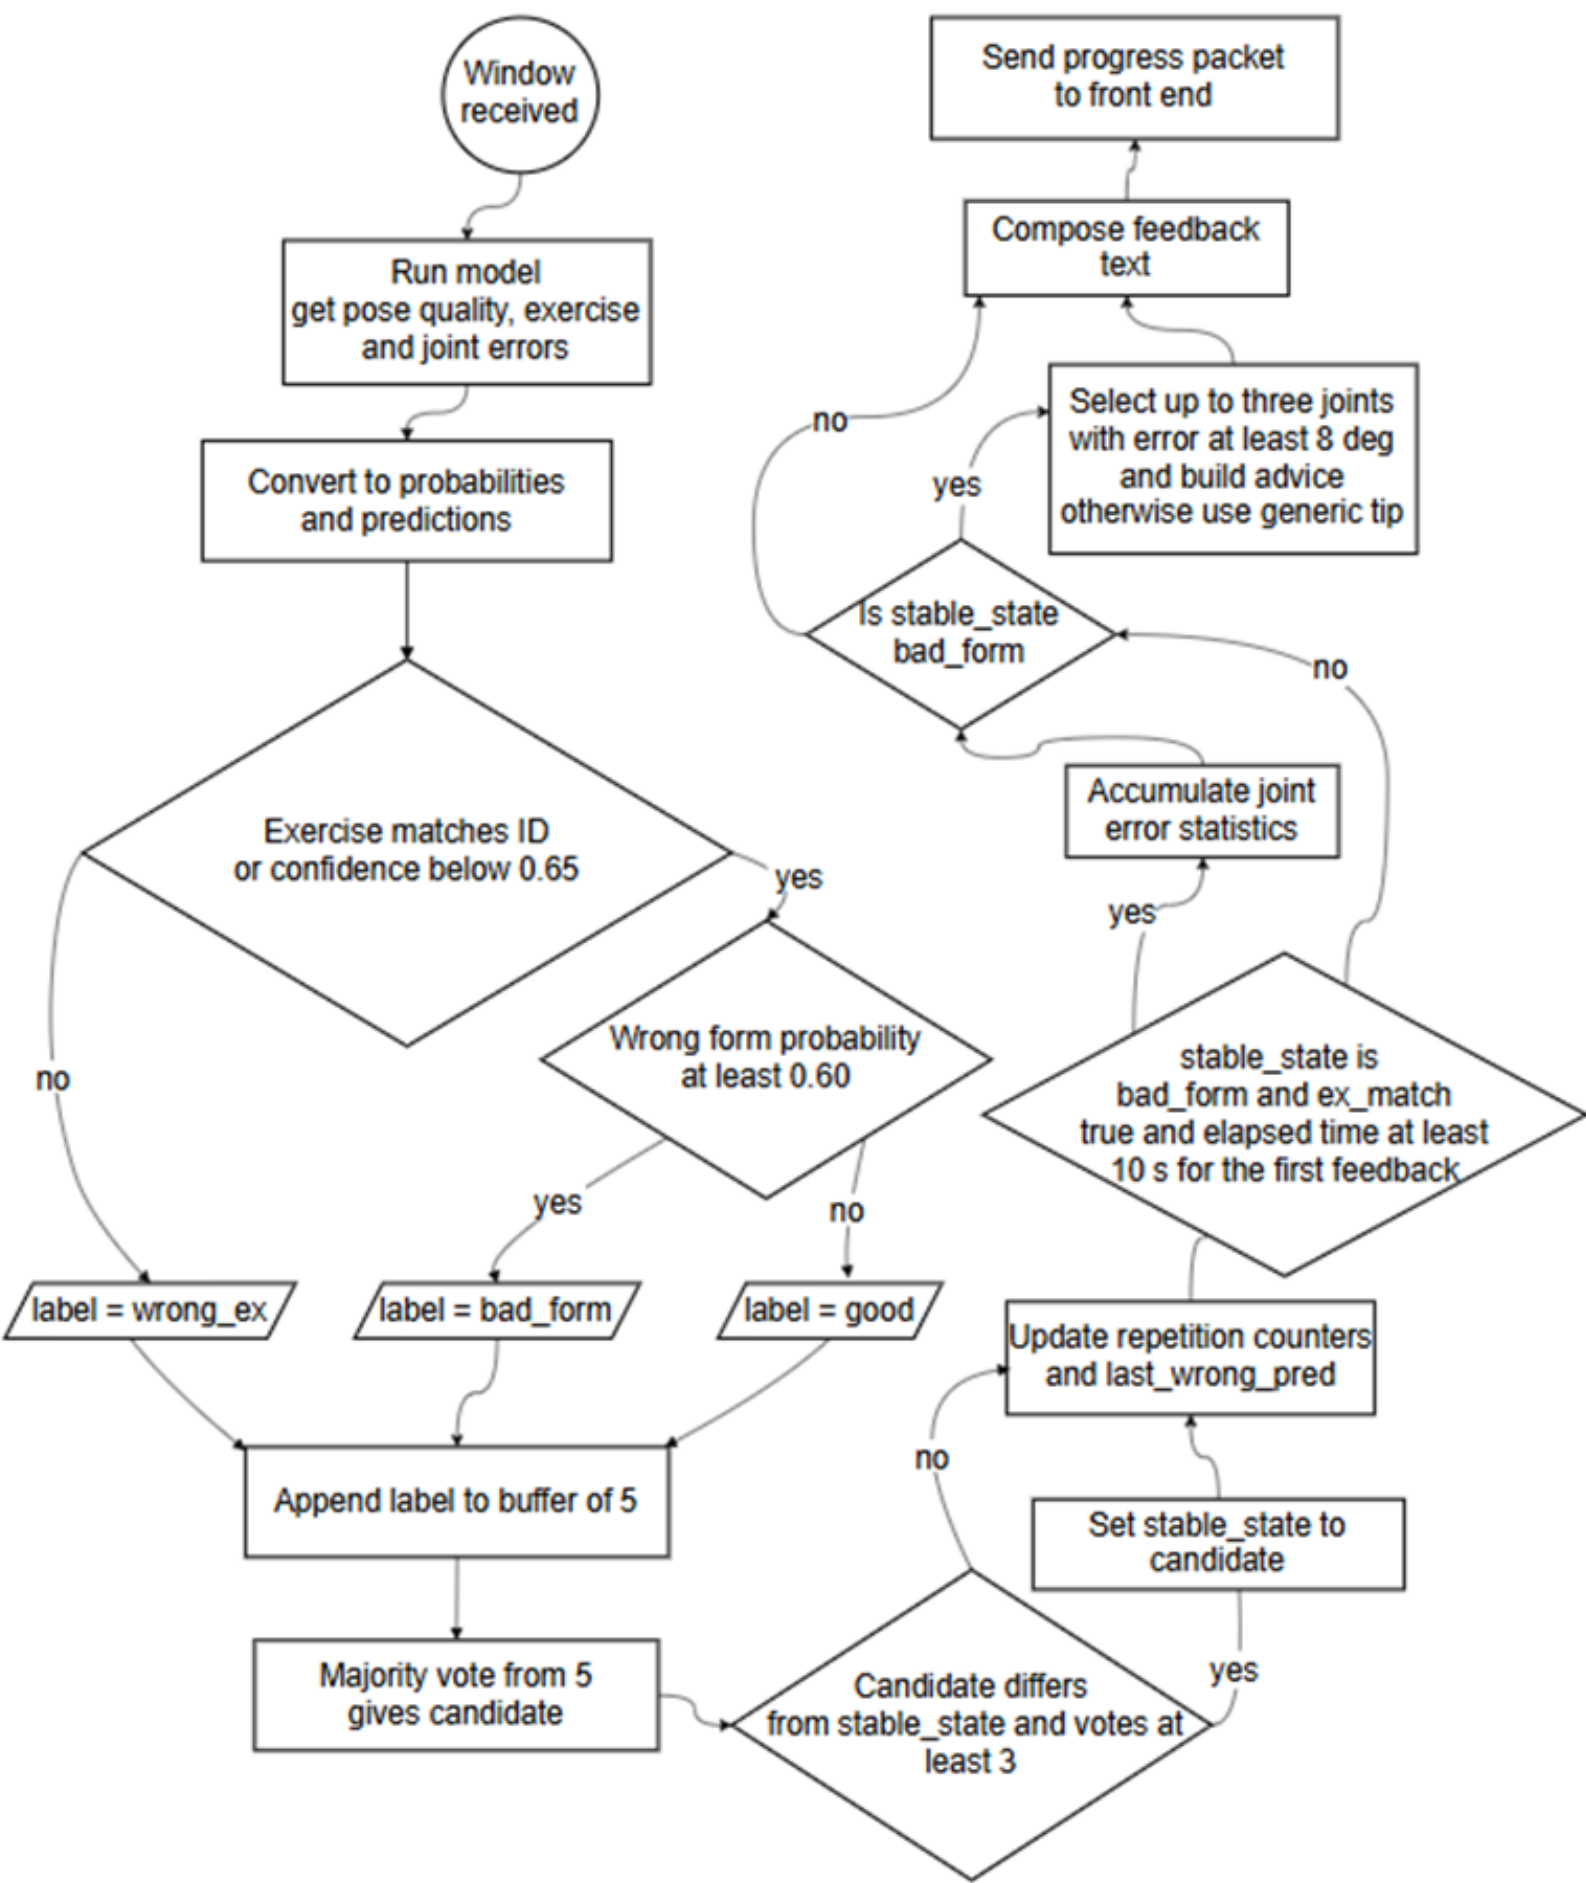 Window
received
Run model
get pose quality, exercise
and joint errors
Convert to probabilities
and predictions
Exercise matches ID
or confidence below 0.65
no
yes
Wrong form probability
at least 0.60
yes
no
label = wrong_ex
label = bad_form
label = good
Append label to buffer of 5
Majority vote from 5
gives candidate
Candidate differs
from stable_state and votes at
least 3
no
yes
Set stable_state to
candidate
Update repetition counters
and last_wrong_pred
stable_state is
bad_form and ex_match
true and elapsed time at least
10 s for the first feedback
yes
no
Accumulate joint
error statistics
Is stable_state
bad_form
yes
no
Select up to three joints
with error at least 8 deg
and build advice
otherwise use generic tip
Compose feedback
text
Send progress packet
to front end